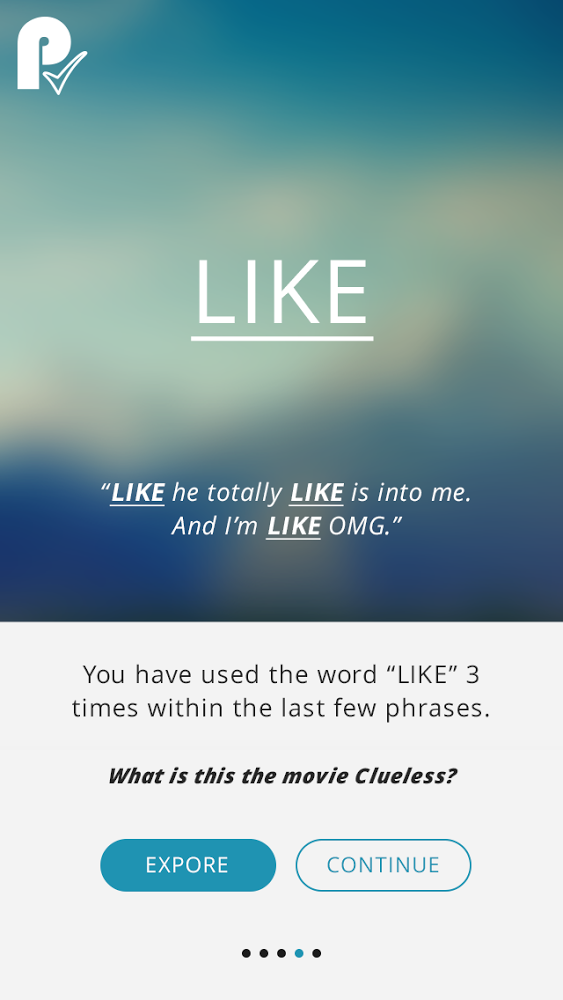 P
LIKE
“LIKE he totally LIKE is into me.
And I’m LIKE OMG.”
You have used the word “LIKE” 3
times within the last few phrases.
What is this the movie Clueless?
EXPORE
CONTINUE